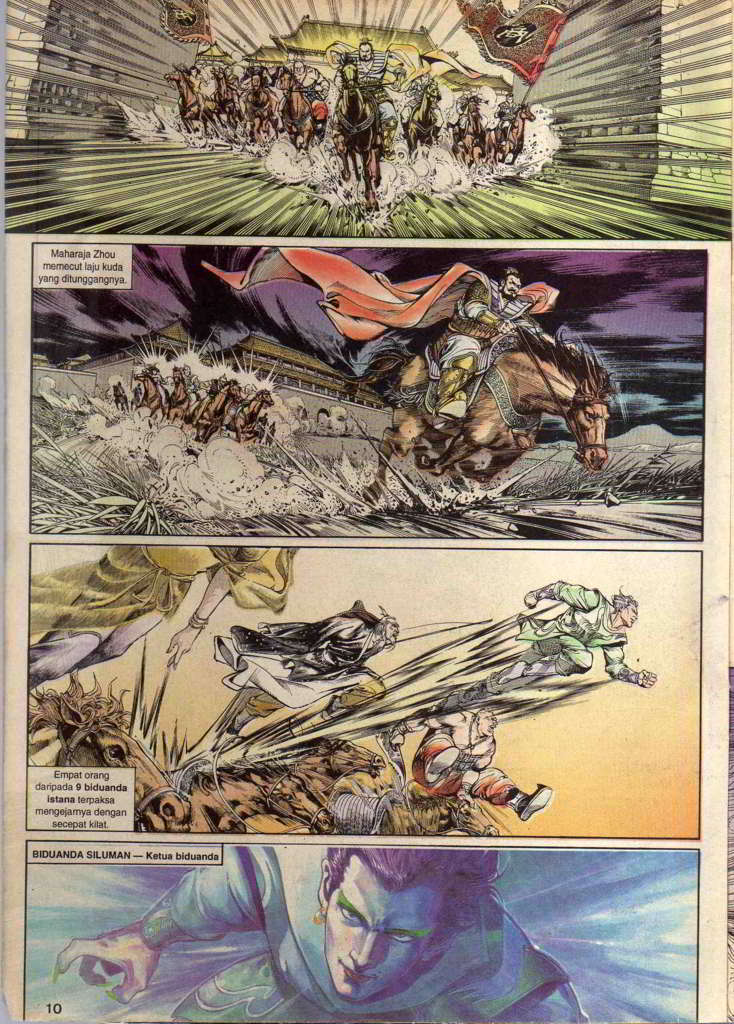 Maharaja Zhou
memecut laju kuda
yang ditunggangnya.
Empat orang
daripada 9 biduanda
istana terpaksa
mengejarnya dengan
secepat kilat.
BIDUANDA SILUMAN — Ketua biduanda
10